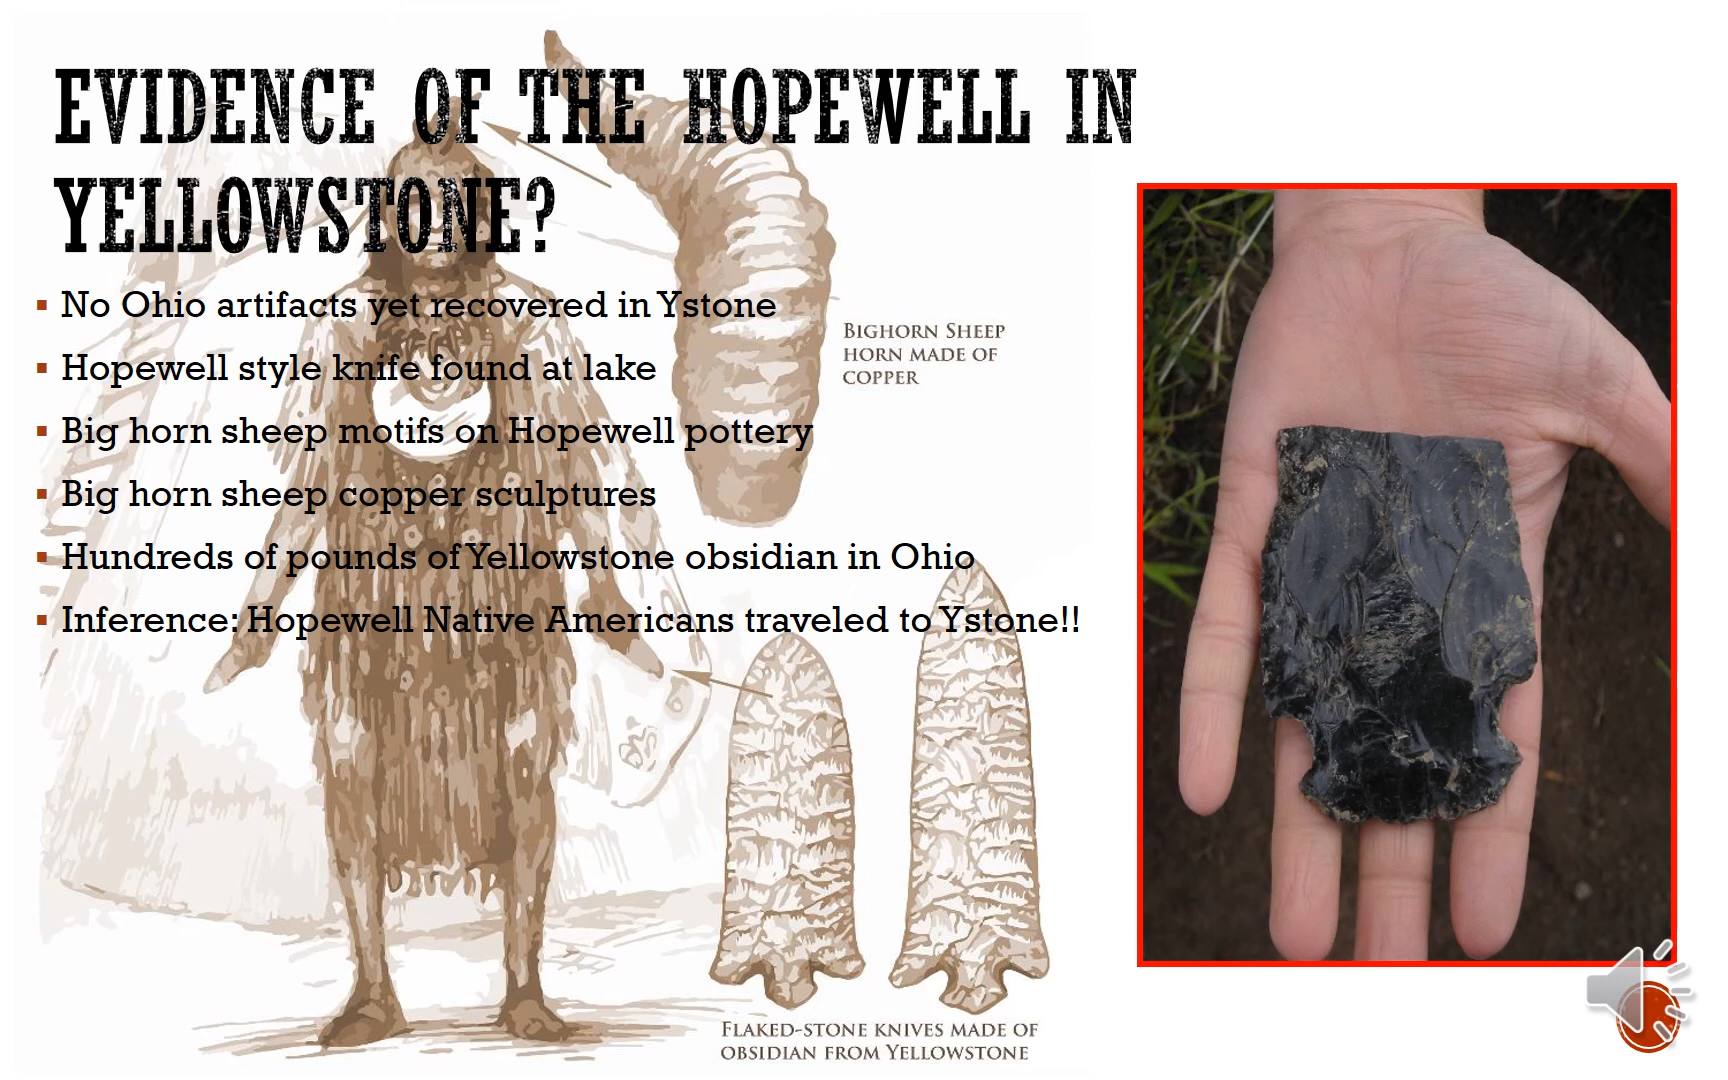 EVIDENCE OF THE HOPEWELL IN
YELLOWSTONE?
No Ohio artifacts yet recovered in Ystone
Hopewell style knife found at lake
Big horn sheep motifs on Hopewell pottery
Big horn sheep copper sculptures
Hundreds of pounds of Yellowstone obsidian in Ohio
Inference: Hopewell Native Americans traveled to Ystone!!
BIGHORN SHEEP
HORN MADE OF
COPPER
FLAKED-STONE KNIVES MADE OF
OBSIDIAN FROM YELLOWSTONE